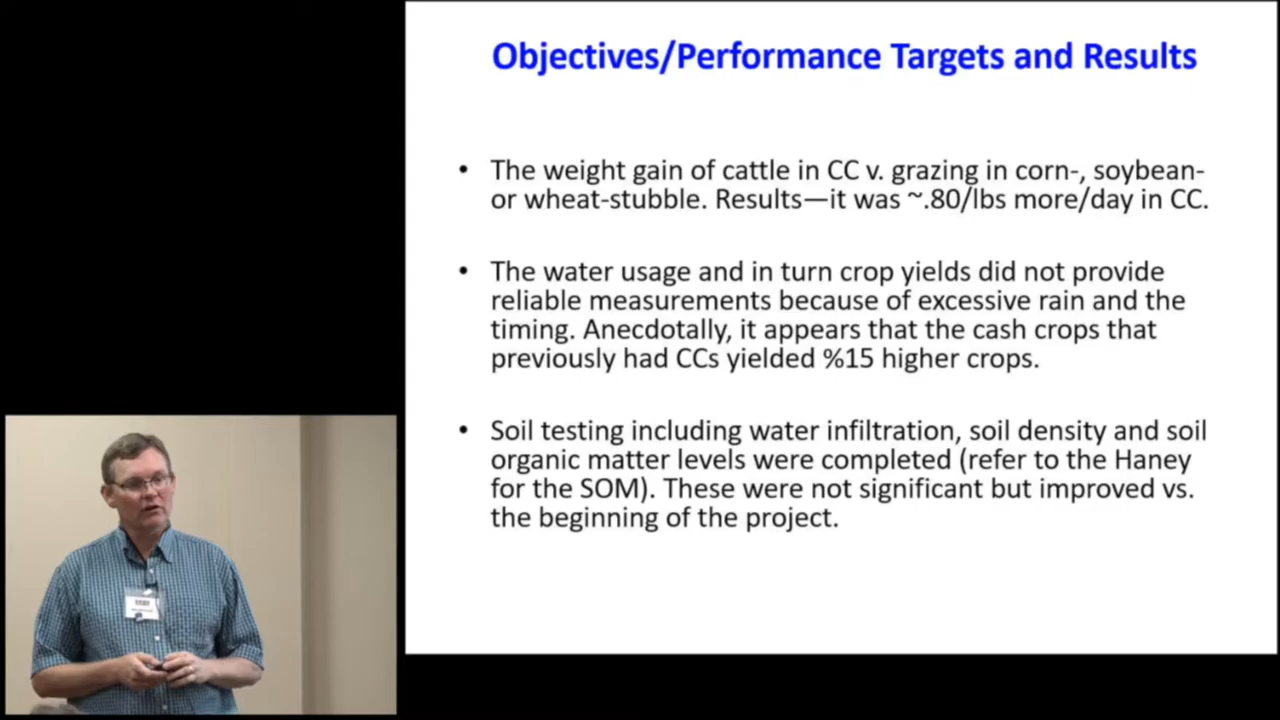 Objectives/Performance Targets and Results
• The weight gain of cattle in CC v. grazing in corn-, soybean-
or wheat-stubble. Results—it was ~.80/lbs more/day in CC.
• The water usage and in turn crop yields did not provide
reliable measurements because of excessive rain and the
timing. Anecdotally, it appears that the cash crops that
previously had CCs yielded %15 higher crops.
• Soil testing including water infiltration, soil density and soil
organic matter levels were completed (refer to the Haney
for the SOM). These were not significant but improved vs.
the beginning of the project.